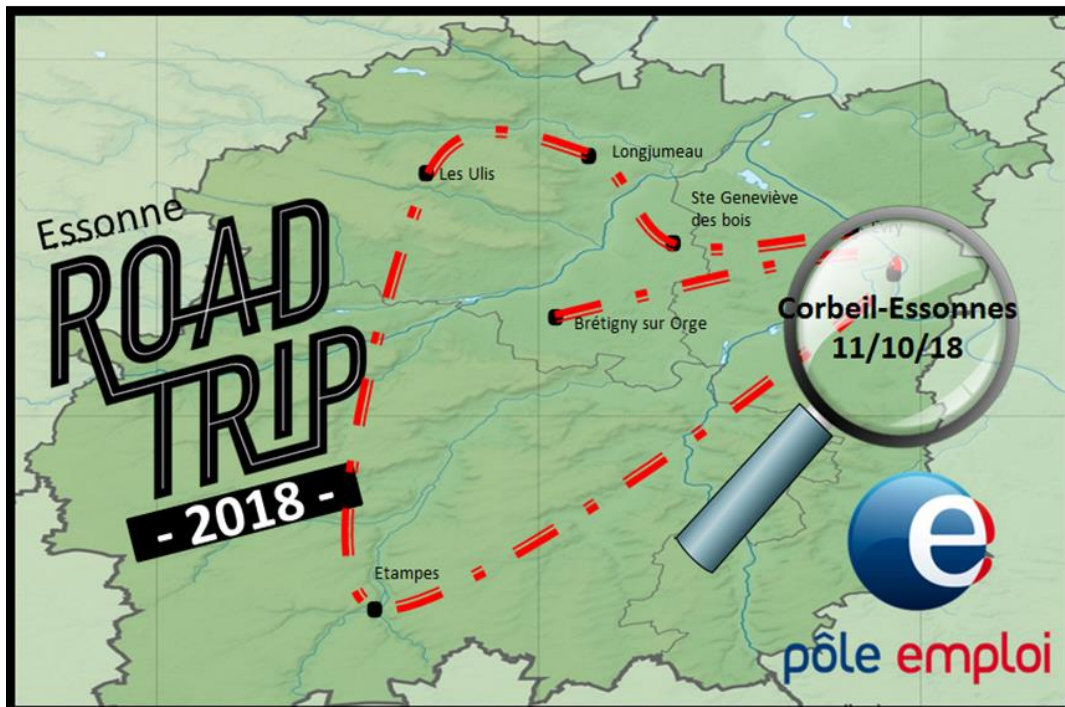 Longjumeau
Les Ulis
Ste Geneviève
des bois
Essonne
ROAD
TRIP
- 2018 -
Evry
Corbeil-Essonnes
11/10/18
Brétigny sur Orge
Etampes
e
pôle emploi